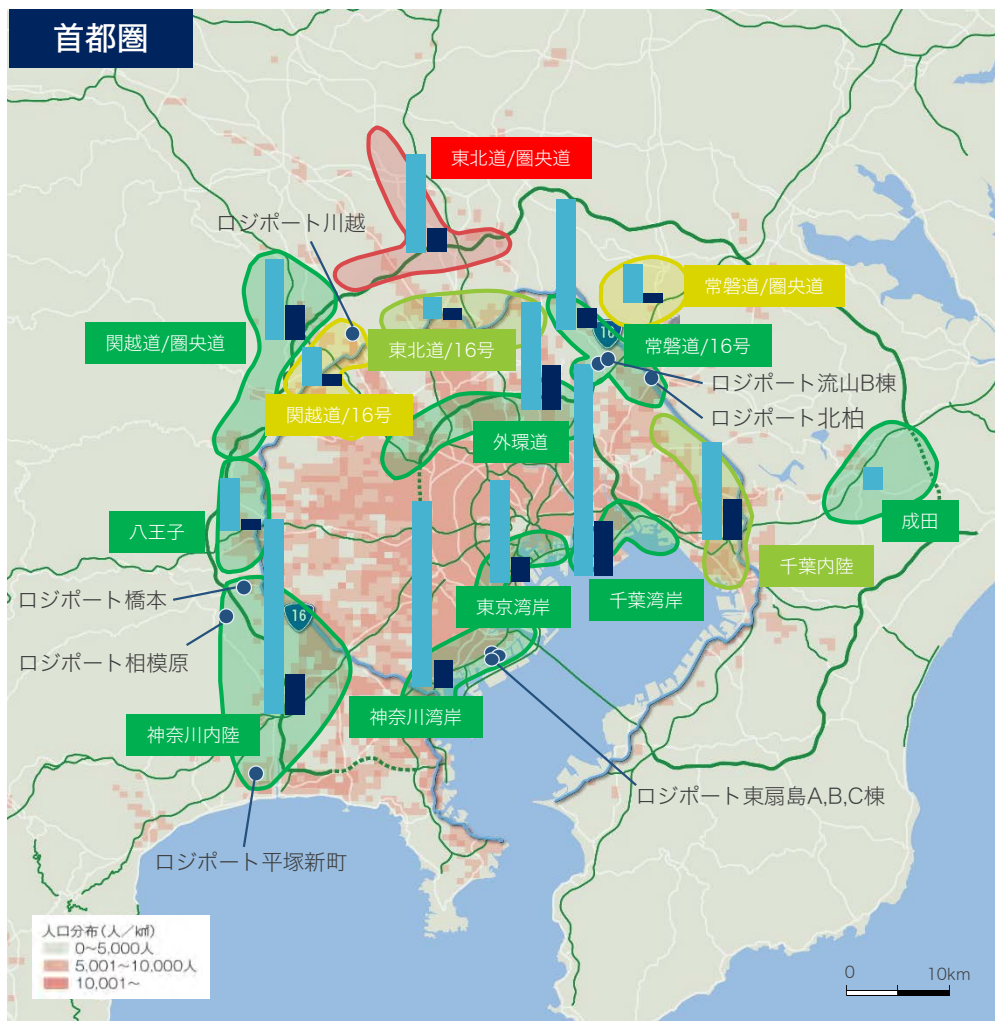 首都圏
東北道/圏央道
ロジポート川越
常磐道/圏央道
関越道/圏央道
東北道/16号
16
常磐道/16号
ロジポート流山B棟
関越道/16号
ロジポート北柏
外環道
八王子
成田
千葉内陸
ロジポート橋本
東京湾岸
千葉湾岸
16
ロジポート相模原
神奈川湾岸
神奈川内陸
ロジポート東扇島A,B,C棟
ロジポート平塚新町
人口分布(人/㎢)
0~5,000人
5,001~10,000人
10,001~
0 10km